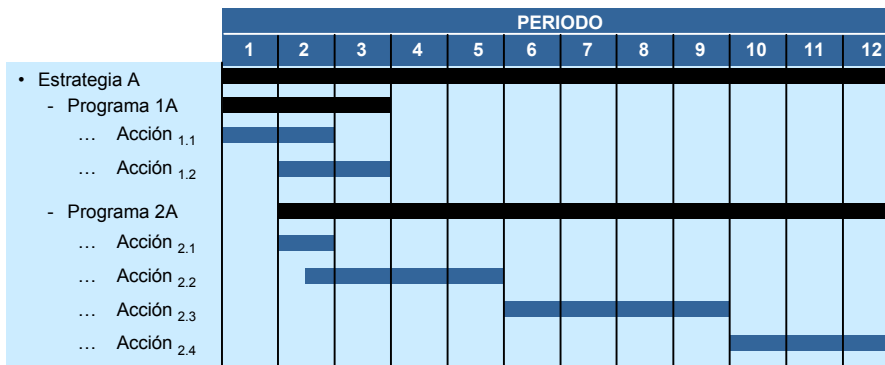 PERIODO
1 2 3 4 5 6 7 8 9 10 11 12
• Estrategia A
- Programa 1A
… Acción 1.1
… Acción 1.2
- Programa 2A
… Acción 2.1
… Acción 2.2
… Acción 2.3
… Acción 2.4